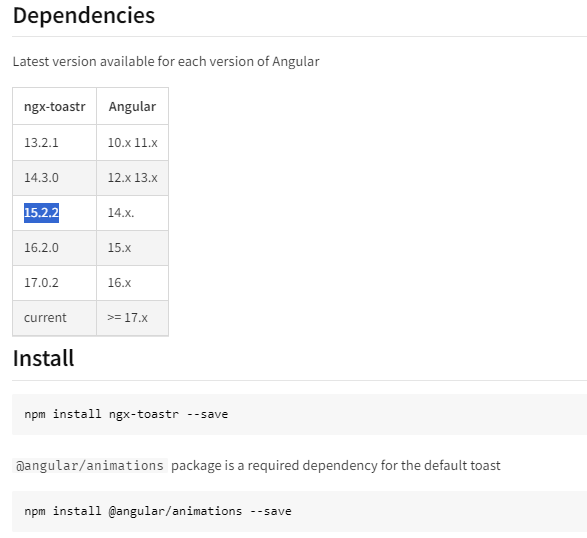 Dependencies
Latest version available for each version of Angular
ngx-toastr Angular
13.2.1 10.x 11.x
14.3.0 12.x 13.x
15.2.2 14.x.
16.2.0 15.x
17.0.2 16.x
current >= 17.x
Install
npm install ngx-toastr --save
@angular/animations package is a required dependency for the default toast
npm install @angular/animations --save